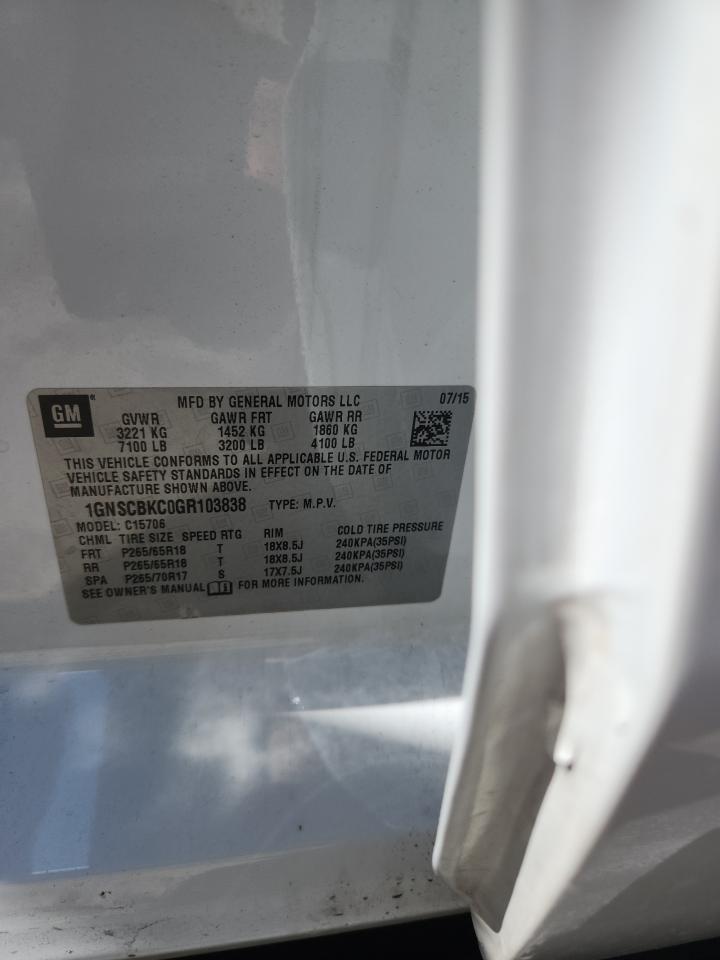 GM
®
MFD BY GENERAL MOTORS LLC 07/15
GVWR GAWR FRT GAWR RR
3221 KG 1452 KG 1860 KG
7100 LB 3200 LB 4100 LB
THIS VEHICLE CONFORMS TO ALL APPLICABLE U.S. FEDERAL MOTOR
VEHICLE SAFETY STANDARDS IN EFFECT ON THE DATE OF
MANUFACTURE SHOWN ABOVE.
1GNSCBKC0GR103838 TYPE: M.P.V.
MODEL: C15706
CHML TIRE SIZE SPEED RTG RIM COLD TIRE PRESSURE
FRT P265/65R18 T 18X8.5J 240KPA(35PSI)
RR P265/65R18 T 18X8.5J 240KPA(35PSI)
SPA P265/70R17 S 17X7.5J 240KPA(35PSI)
SEE OWNER'S MANUAL FOR MORE INFORMATION.